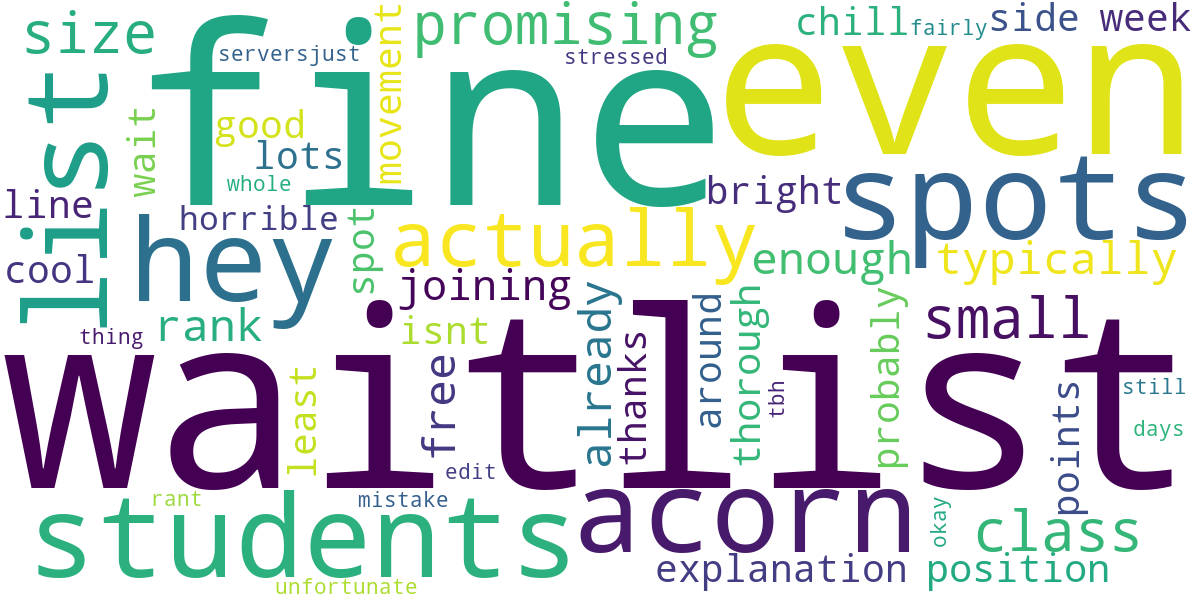 size
fine
promising
chill
fairly
side
week
serversjust
stressed
movement
even
list
wait
good
lots
whole
line
horrible
bright
spots
hey
spot
actually
enough
typically
cool
joining
thing
rank
isnt
already
thanks
around
thorough
probably
small
waitlist
least
free
tbh
points
still
days
edit
rant
mistake
students
acorn
okay
class
explanation
position
unfortunate